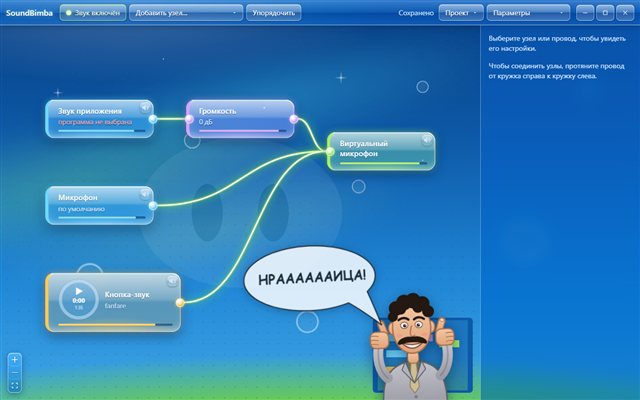 SoundBimba
Звук включён
Добавить узел...
Упорядочить
Сохранено
Проект
Параметры
Выберите узел или провод, чтобы увидеть
его настройки.
Чтобы соединить узлы, протяните провод
от кружка справа к кружку слева.
Звук приложения
программа не выбрана
Громкость
0 дБ
Виртуальный
микрофон
Микрофон
по умолчанию
Кнопка-звук
fanfare
0:00
НРАААААAИЦА!